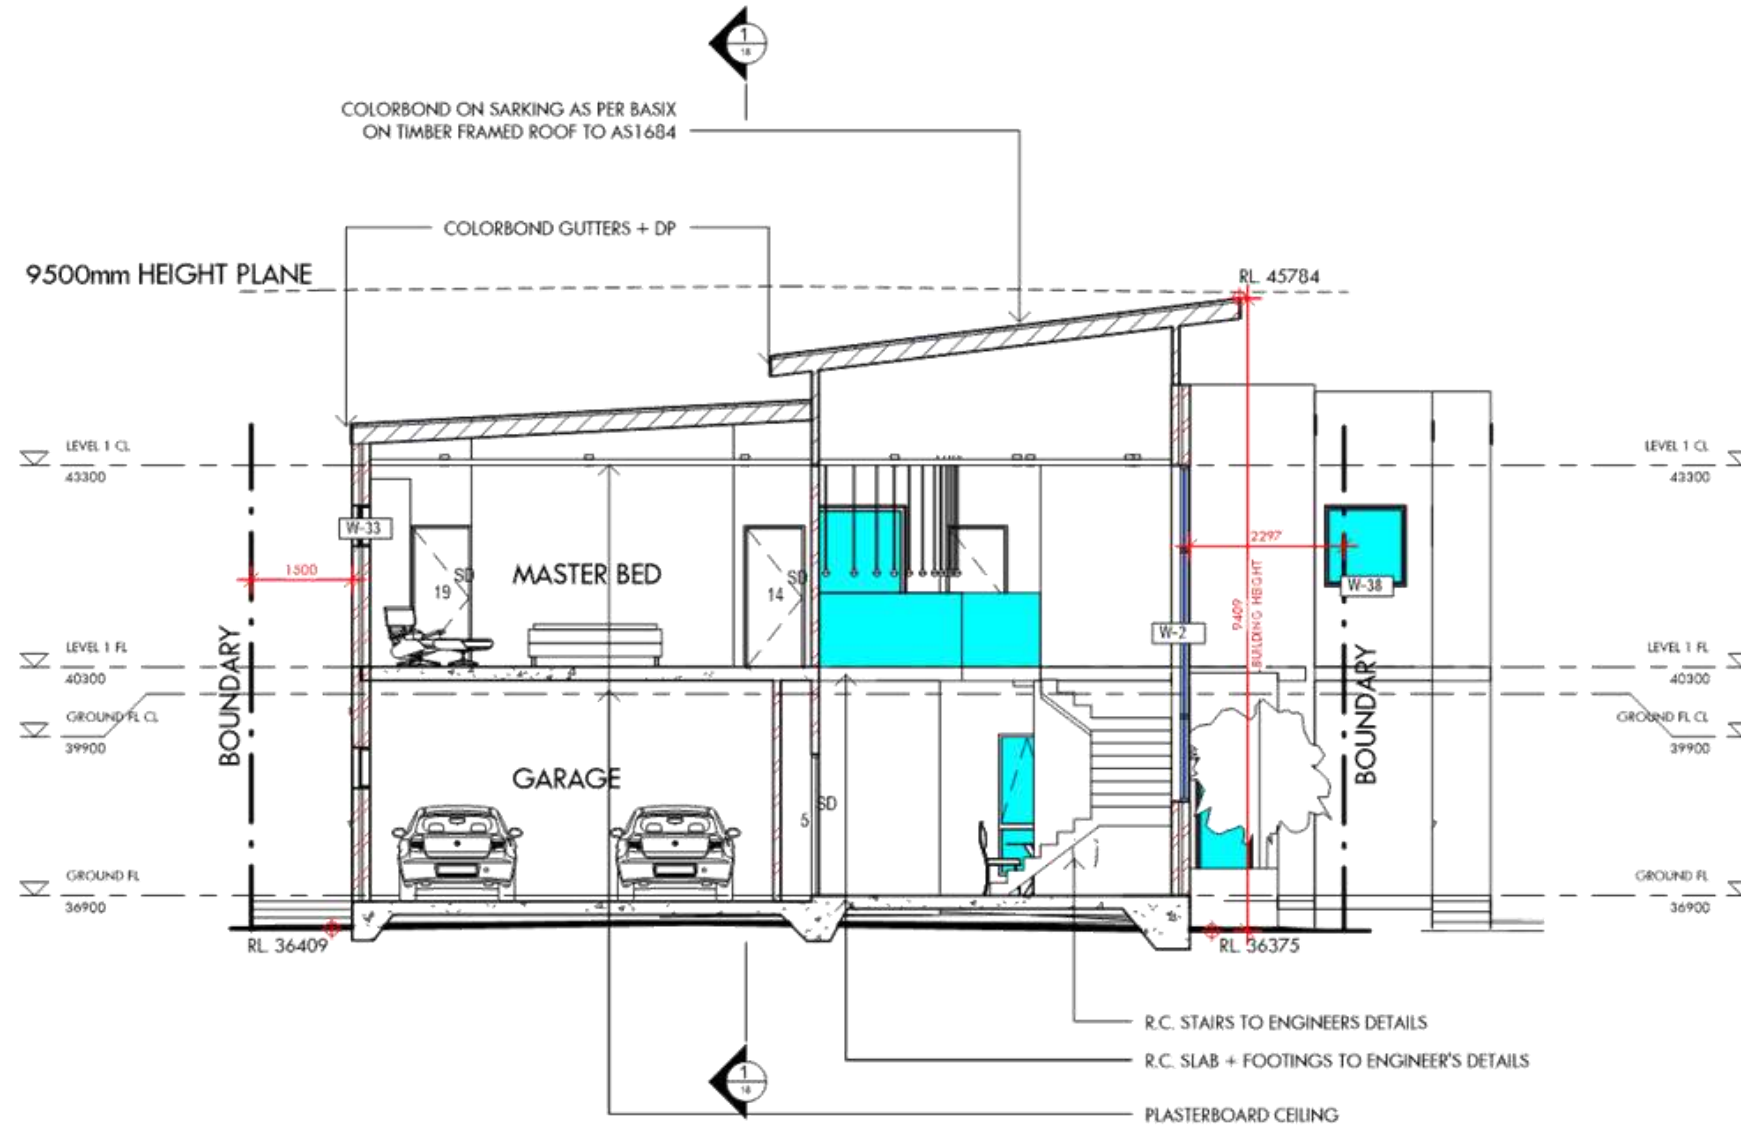 1
18
COLORBOND ON SARKING AS PER BASIX
ON TIMBER FRAMED ROOF TO AS1684
COLORBOND GUTTERS + DP
9500mm HEIGHT PLANE
RL. 45784
LEVEL 1 CL
43300
LEVEL 1 CL
43300
W-33
2297
W-38
1500
SD
19
MASTER BED
SD
14
9409
BUILDING HEIGHT
W-2
LEVEL 1 FL
40300
LEVEL 1 FL
40300
BOUNDARY
BOUNDARY
GROUND FL CL
39900
GROUND FL CL
39900
GARAGE
SD
5
GROUND FL
36900
GROUND FL
36900
RL. 36409
RL. 36375
R.C. STAIRS TO ENGINEERS DETAILS
R.C. SLAB + FOOTINGS TO ENGINEER'S DETAILS
1
18
PLASTERBOARD CEILING